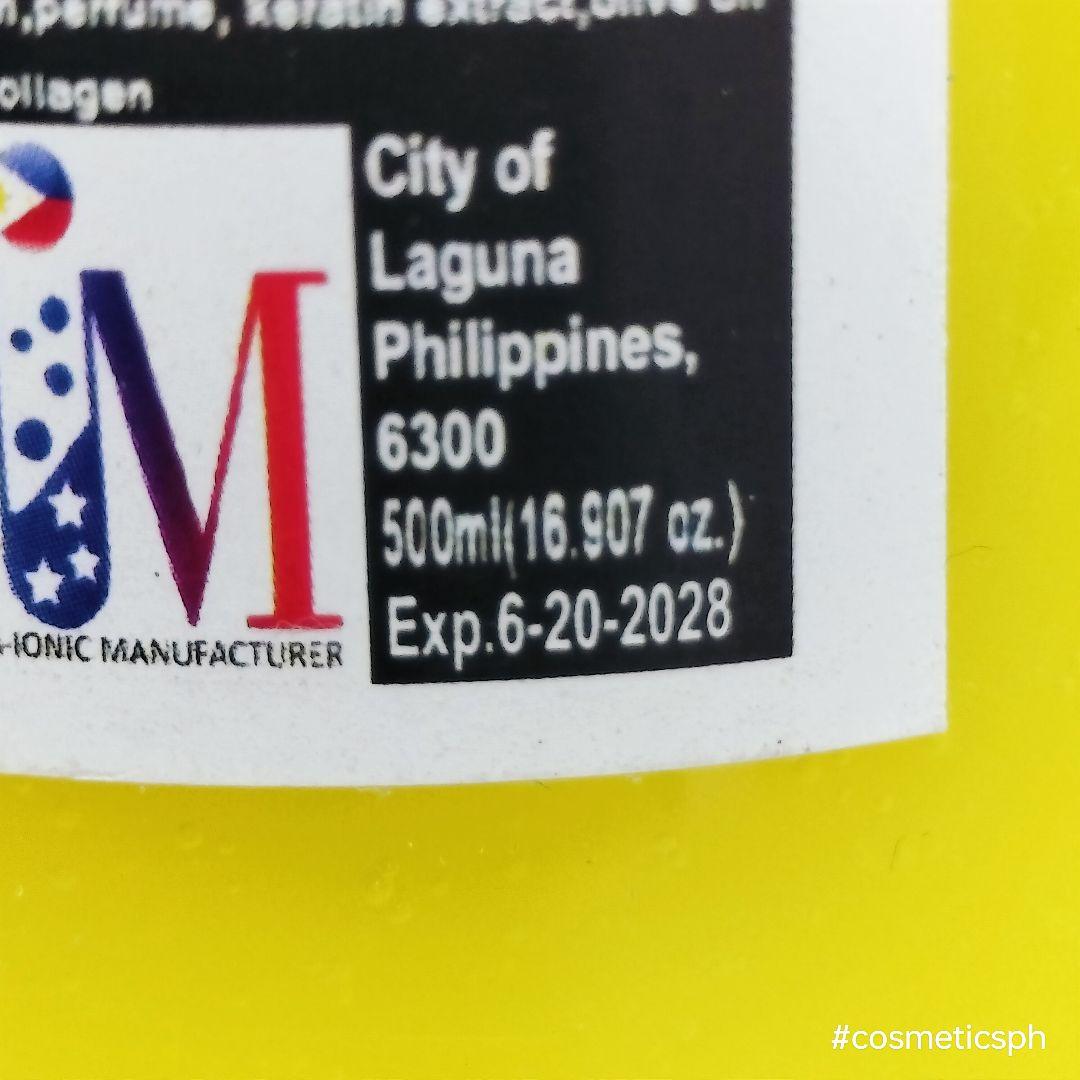 perfume, keratin extract,olive oil
ollagen
City of
Laguna
Philippines,
6300
500ml(16.907 oz.)
Exp.6-20-2028
M
-IONIC MANUFACTURER
#cosmeticsph